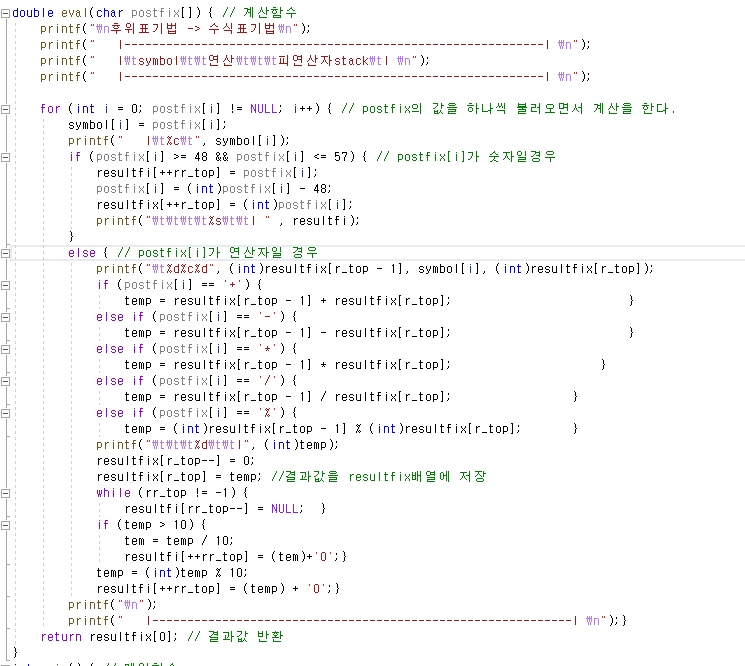 double eval(char postfix[]) { // 계산함수
printf("₩n후위표기법 -> 수식표기법₩n");
printf("   |------------------------------------------------------------| ₩n");
printf("   |₩tsymbol₩t₩t연산₩t₩t₩t피연산자stack₩t| ₩n");
printf("   |------------------------------------------------------------| ₩n");
for (int i = 0; postfix[i] != NULL; i++) { // postfix의 값을 하나씩 불러오면서 계산을 한다.
symbol[i] = postfix[i];
printf("   |₩t%c₩t", symbol[i]);
if (postfix[i] >= 48 && postfix[i] <= 57) { // postfix[i]가 숫자일경우
resultfi[++rr_top] = postfix[i];
postfix[i] = (int)postfix[i] - 48;
resultfix[++r_top] = (int)postfix[i];
printf("₩t₩t₩t₩t%s₩t₩t| " , resultfi);
}
else { // postfix[i]가 연산자일 경우
printf("₩t%d%c%d", (int)resultfix[r_top - 1], symbol[i], (int)resultfix[r_top]);
if (postfix[i] == '+') {
temp = resultfix[r_top - 1] + resultfix[r_top]; }
else if (postfix[i] == '-') {
temp = resultfix[r_top - 1] - resultfix[r_top]; }
else if (postfix[i] == '*') {
temp = resultfix[r_top - 1] * resultfix[r_top]; }
else if (postfix[i] == '/') {
temp = resultfix[r_top - 1] / resultfix[r_top]; }
else if (postfix[i] == '%') {
temp = (int)resultfix[r_top - 1] % (int)resultfix[r_top]; }
printf("₩t₩t₩t%d₩t₩t|", (int)temp);
resultfix[r_top--] = 0;
resultfix[r_top] = temp; //결과값을 resultfix배열에 저장
while (rr_top != -1) {
resultfi[rr_top--] = NULL; }
if (temp > 10) {
tem = temp / 10;
resultfi[++rr_top] = (tem)+'0';}
temp = (int)temp % 10;
resultfi[++rr_top] = (temp) + '0';}
printf("₩n");
printf("   |------------------------------------------------------------| ₩n");}
return resultfix[0]; // 결과값 반환
}